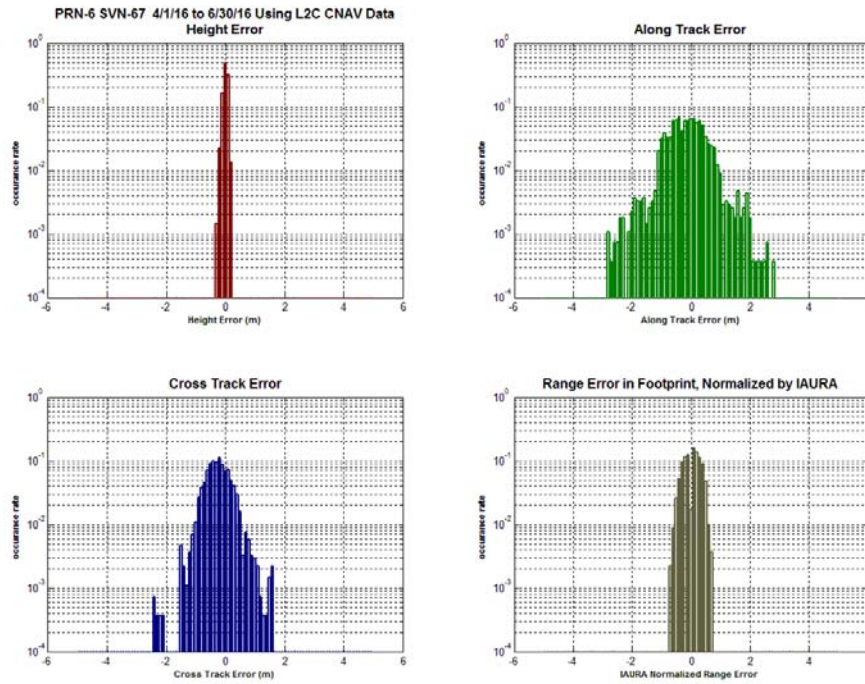 PRN-6 SVN-67 4/1/16 to 6/30/16 Using L2C CNAV Data
Height Error
10^0
10^-1
10^-2
10^-3
10^-4
occurance rate
-6 -4 -2 0 2 4 6
Height Error (m)
Along Track Error
10^0
10^-1
10^-2
10^-3
10^-4
occurance rate
-4 -2 0 2 4 6
Along Track Error (m)
Cross Track Error
10^0
10^-1
10^-2
10^-3
10^-4
occurance rate
-6 -4 -2 0 2 4 6
Cross Track Error (m)
Range Error in Footprint, Normalized by IAURA
10^0
10^-1
10^-2
10^-3
10^-4
occurance rate
-6 -4 -2 0 2 4 6
IAURA Normalized Range Error